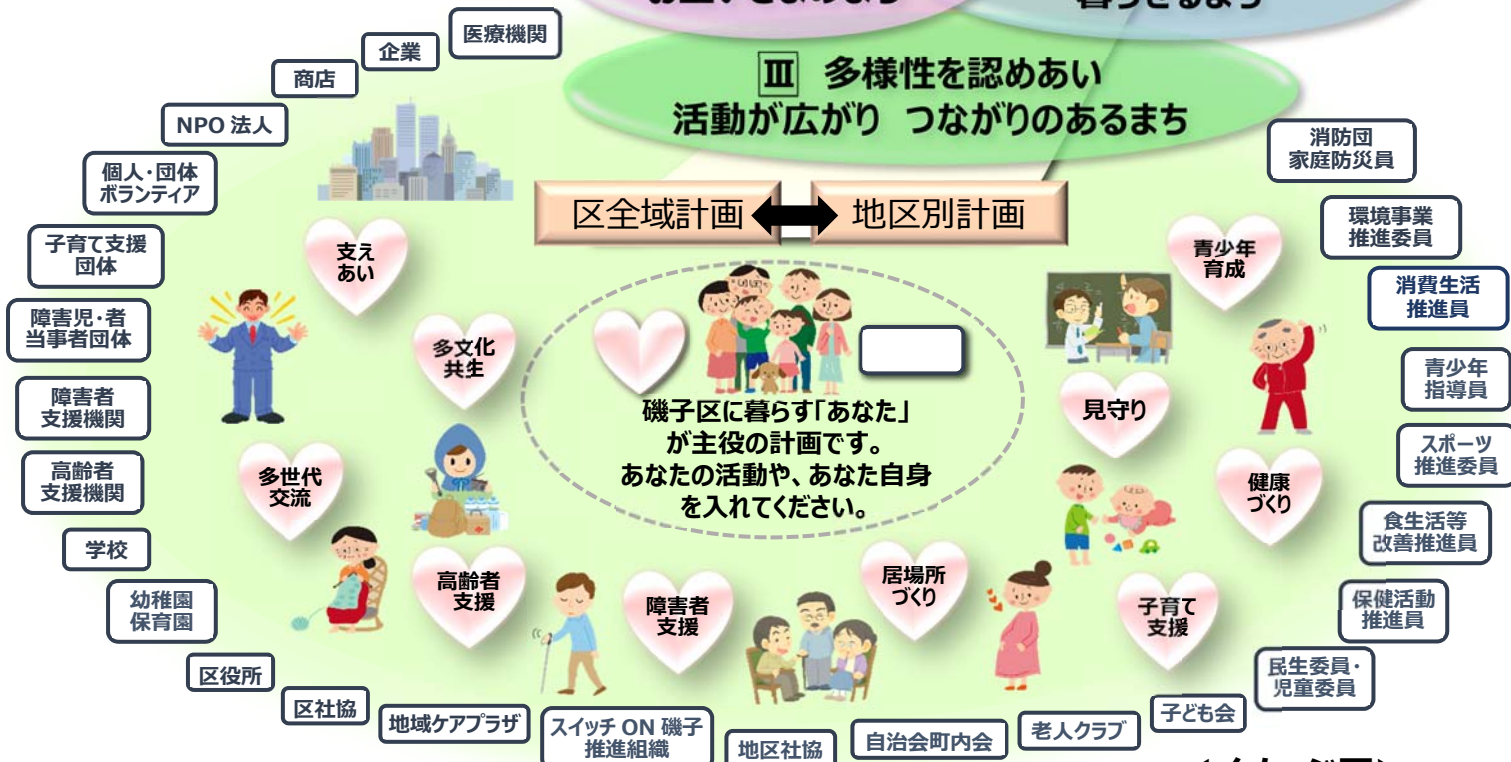 お互いをまめまう
暮らせるまう
Ⅲ 多様性を認めあい
活動が広がり つながりのあるまち
区全域計画
地区別計画
医療機関
企業
商店
NPO 法人
個人・団体
ボランティア
子育て支援
団体
障害児・者
当事者団体
障害者
支援機関
高齢者
支援機関
学校
幼稚園
保育園
区役所
区社協
地域ケアプラザ
スイッチ ON 磯子
推進組織
地区社協
自治会町内会
老人クラブ
子ども会
民生委員・
児童委員
保健活動
推進員
食生活等
改善推進員
スポーツ
推進委員
青少年
指導員
消費生活
推進員
環境事業
推進委員
消防団
家庭防災員
支え
あい
多文化
共生
多世代
交流
高齢者
支援
障害者
支援
居場所
づくり
子育て
支援
健康
づくり
見守り
青少年
育成
磯子区に暮らす「あなた」
が主役の計画です。
あなたの活動や、あなた自身
を入れてください。